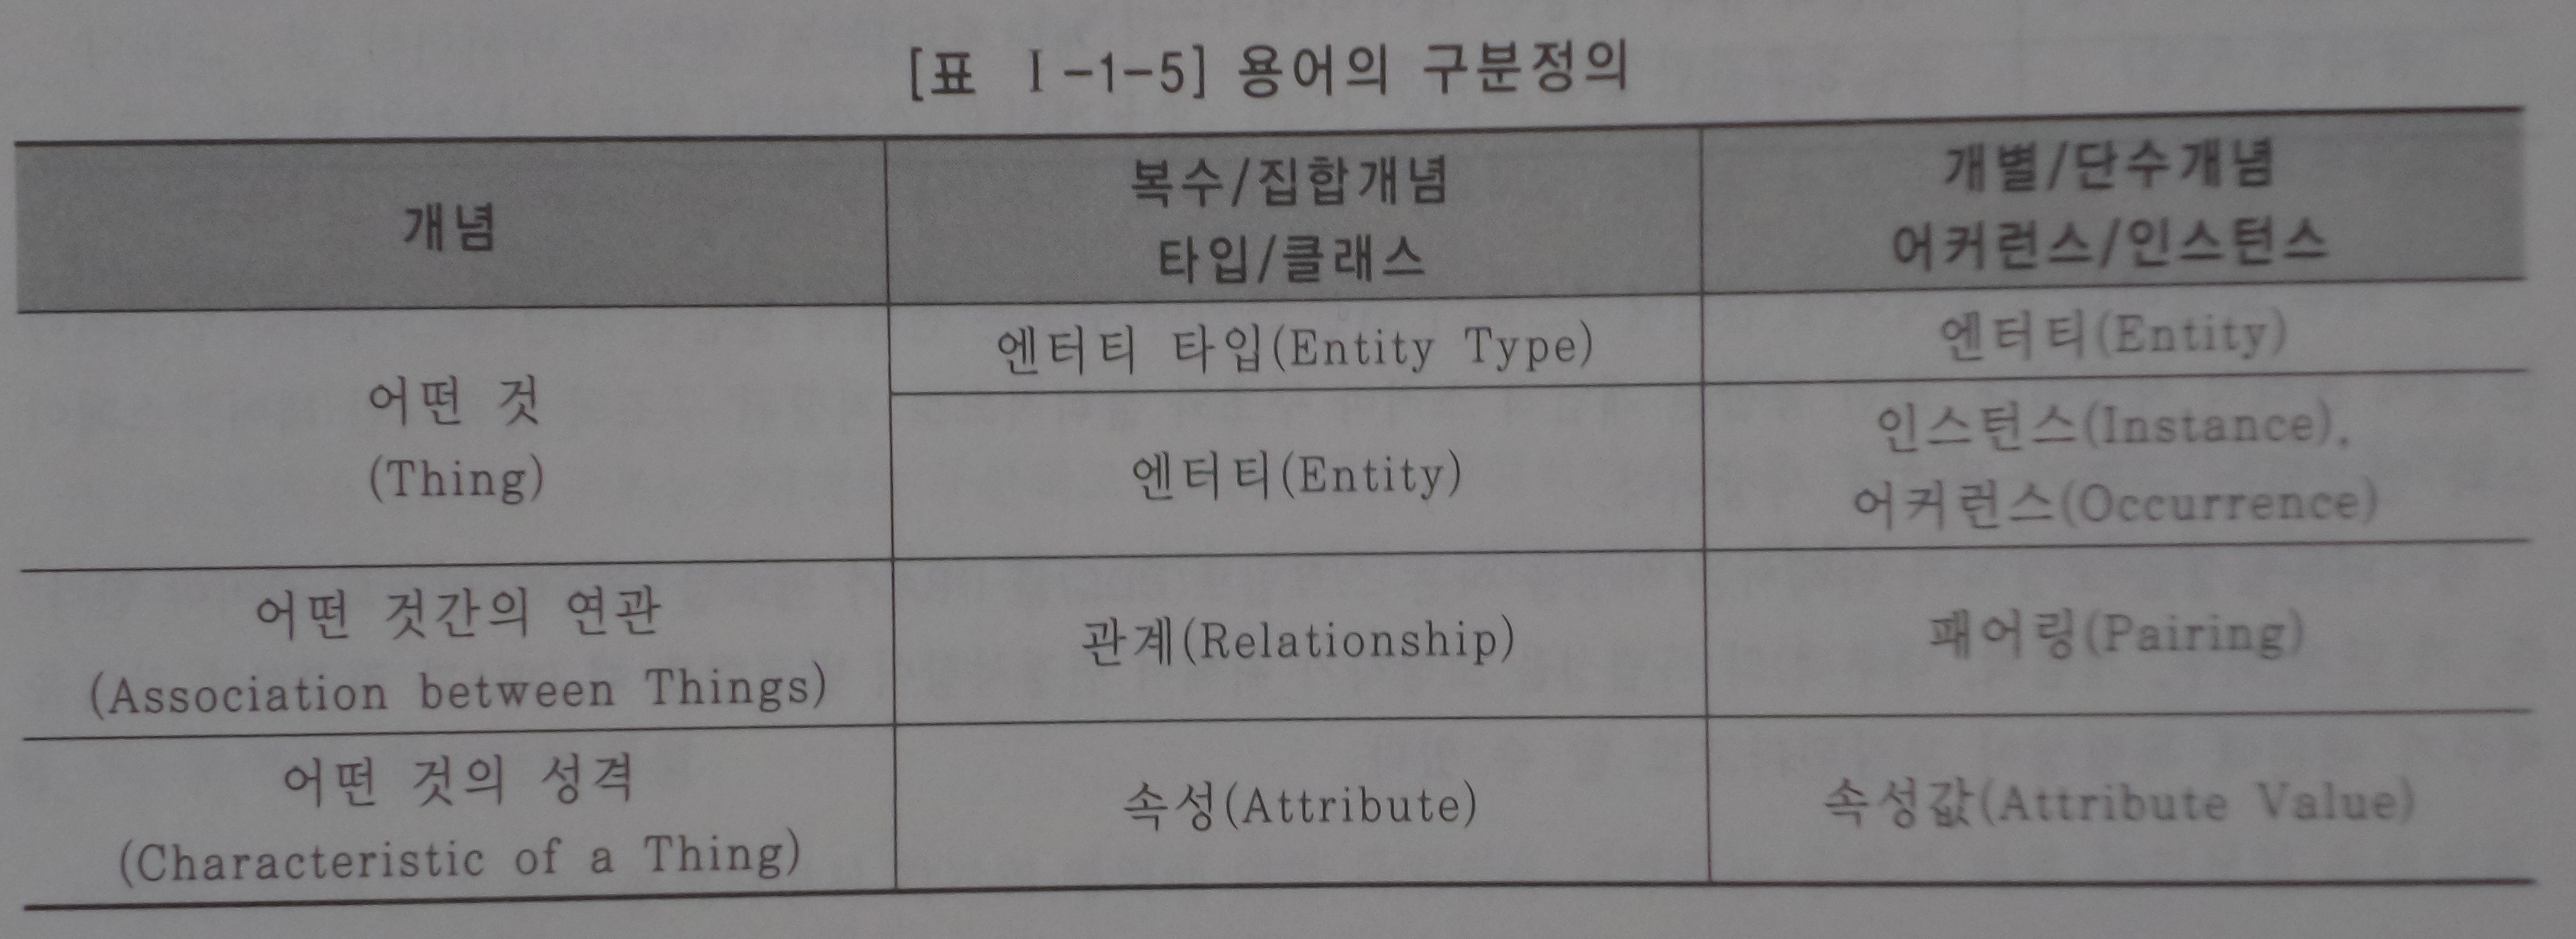 [표 Ⅰ-1-5] 용어의 구분정의
개념
복수/집합개념
타입/클래스
개별/단수개념
어커런스/인스턴스
어떤 것
(Thing)
엔터티 타입(Entity Type)
엔터티(Entity)
엔터티(Entity)
인스턴스(Instance),
어커런스(Occurrence)
어떤 것간의 연관
(Association between Things)
관계(Relationship)
패어링(Pairing)
어떤 것의 성격
(Characteristic of a Thing)
속성(Attribute)
속성값(Attribute Value)